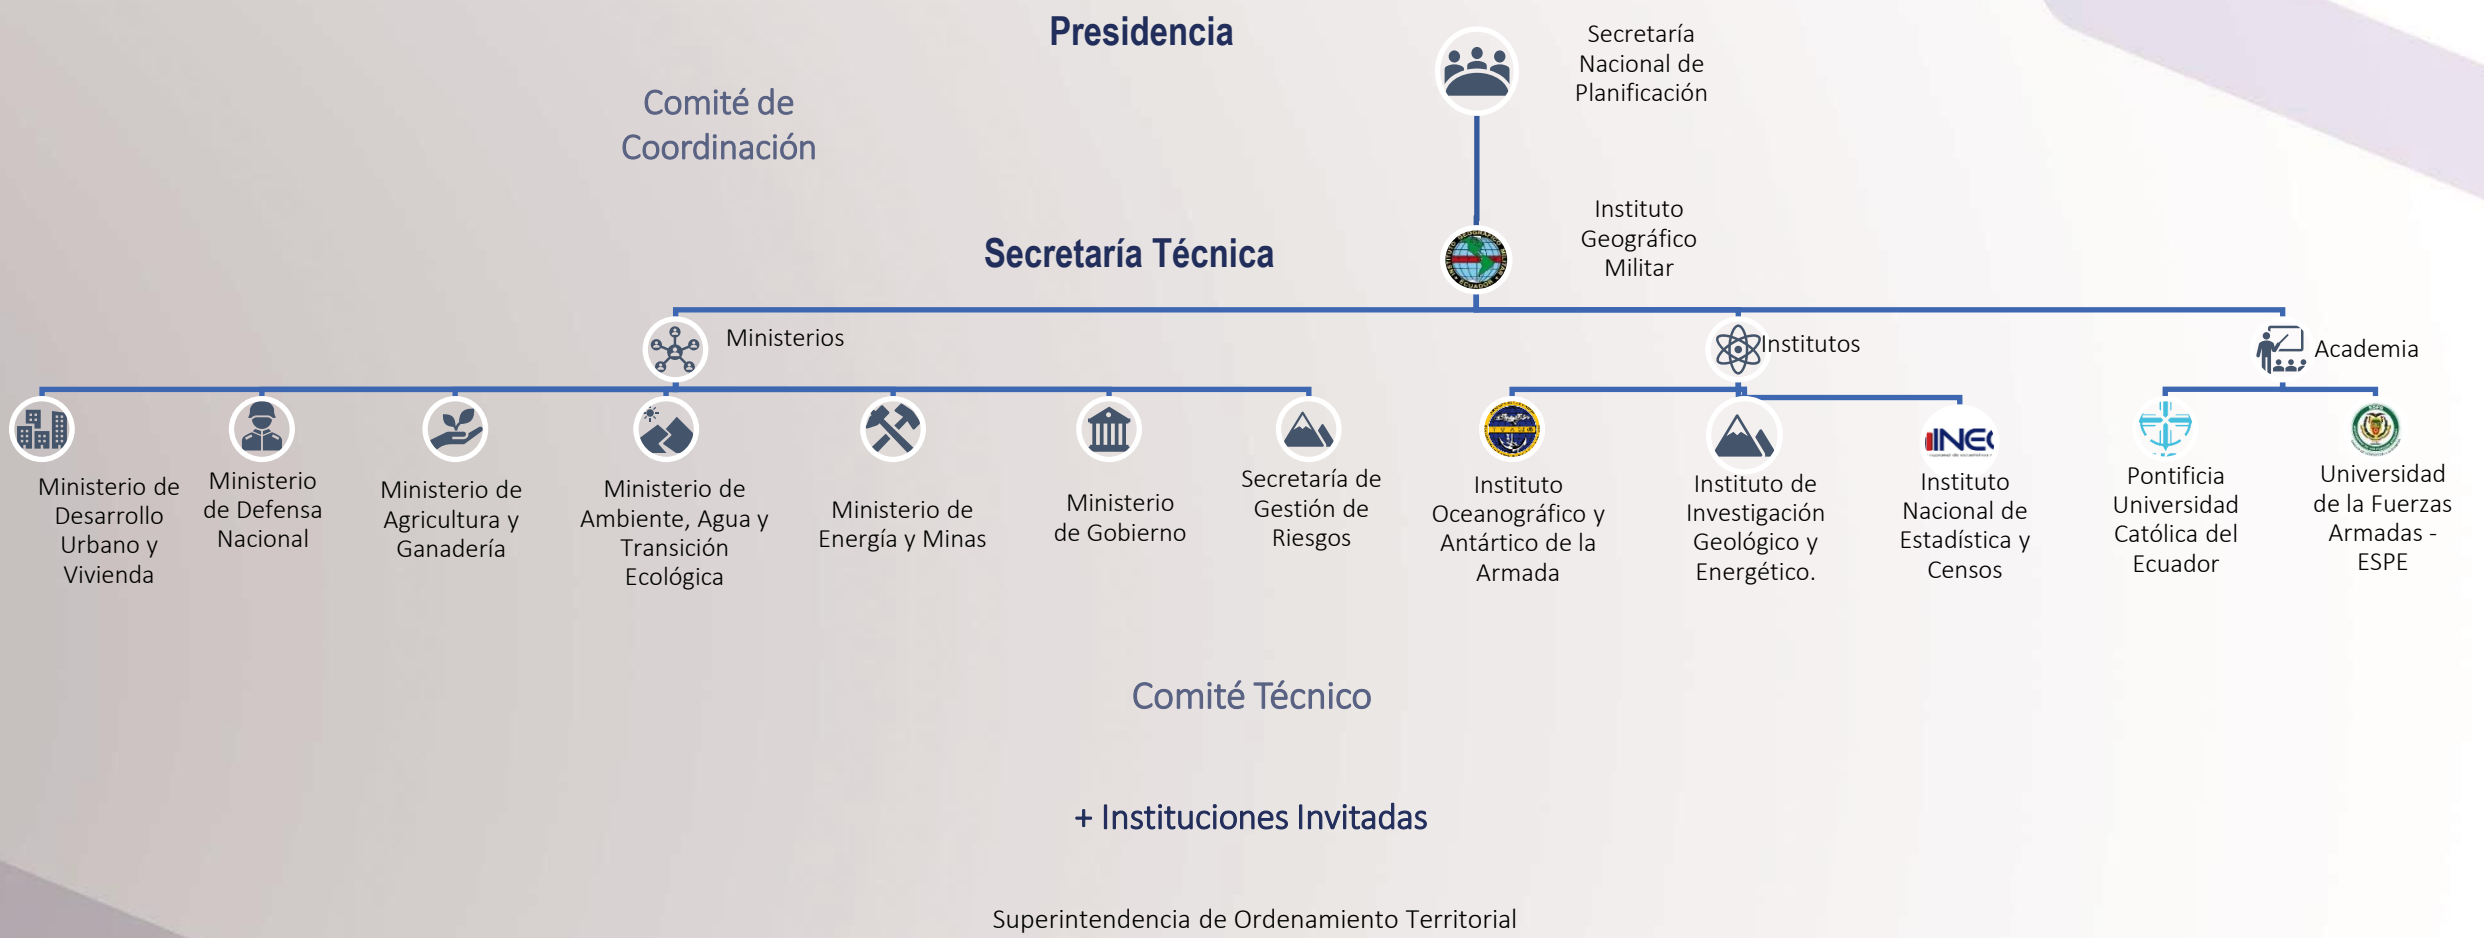 Presidencia
Secretaría
Nacional de
Planificación
Comité de
Coordinación
Secretaría Técnica
Instituto
Geográfico
Militar
Ministerios
Institutos
Academia
Ministerio de
Desarrollo
Urbano y
Vivienda
Ministerio
de Defensa
Nacional
Ministerio de
Agricultura y
Ganadería
Ministerio de
Ambiente, Agua y
Transición
Ecológica
Ministerio de
Energía y Minas
Ministerio
de Gobierno
Secretaría de
Gestión de
Riesgos
Instituto
Oceanográfico y
Antártico de la
Armada
Instituto de
Investigación
Geológico y
Energético.
INEC
Instituto
Nacional de
Estadística y
Censos
Pontificia
Universidad
Católica del
Ecuador
Universidad
de la Fuerzas
Armadas -
ESPE
Comité Técnico
+ Instituciones Invitadas
Superintendencia de Ordenamiento Territorial